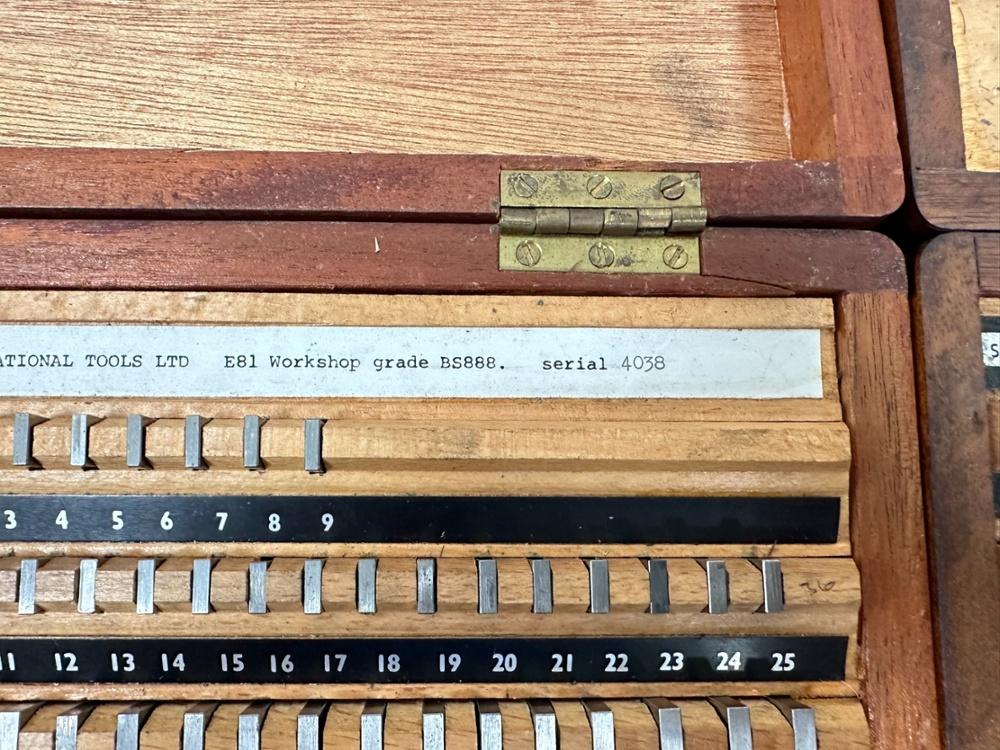 ATIONAL TOOLS LTD E81 Workshop grade BS888. serial 4038
3 4 5 6 7 8 9
36
11 12 13 14 15 16 17 18 19 20 21 22 23 24 25
S